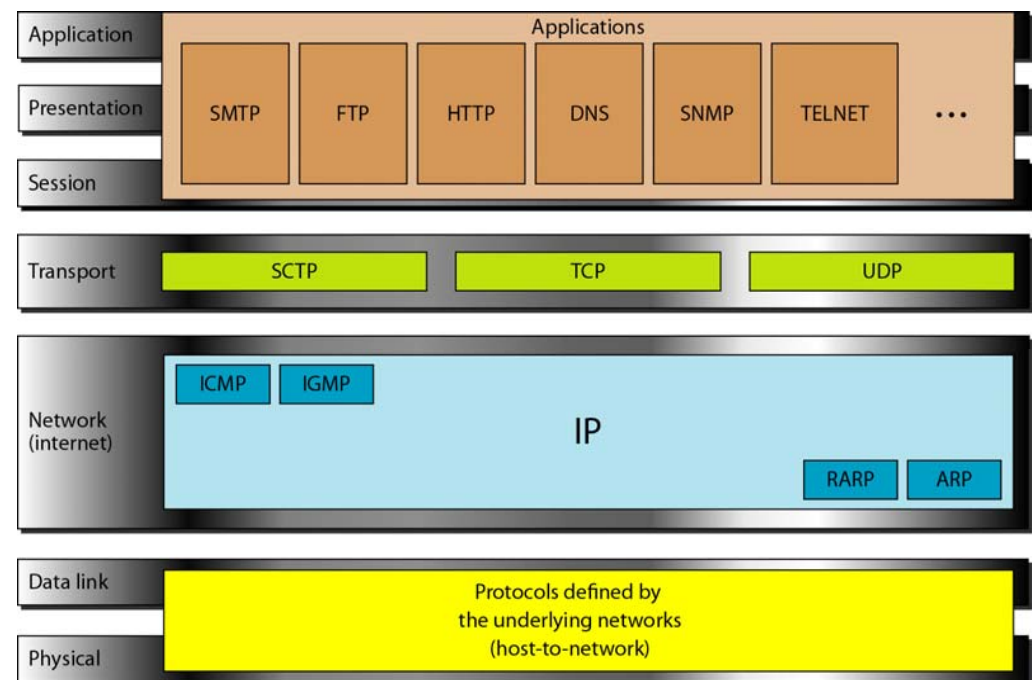 Application
Applications
Presentation
SMTP
FTP
HTTP
DNS
SNMP
TELNET
...
Session
Transport
SCTP
TCP
UDP
Network
(internet)
ICMP
IGMP
IP
RARP
ARP
Data link
Protocols defined by
the underlying networks
(host-to-network)
Physical